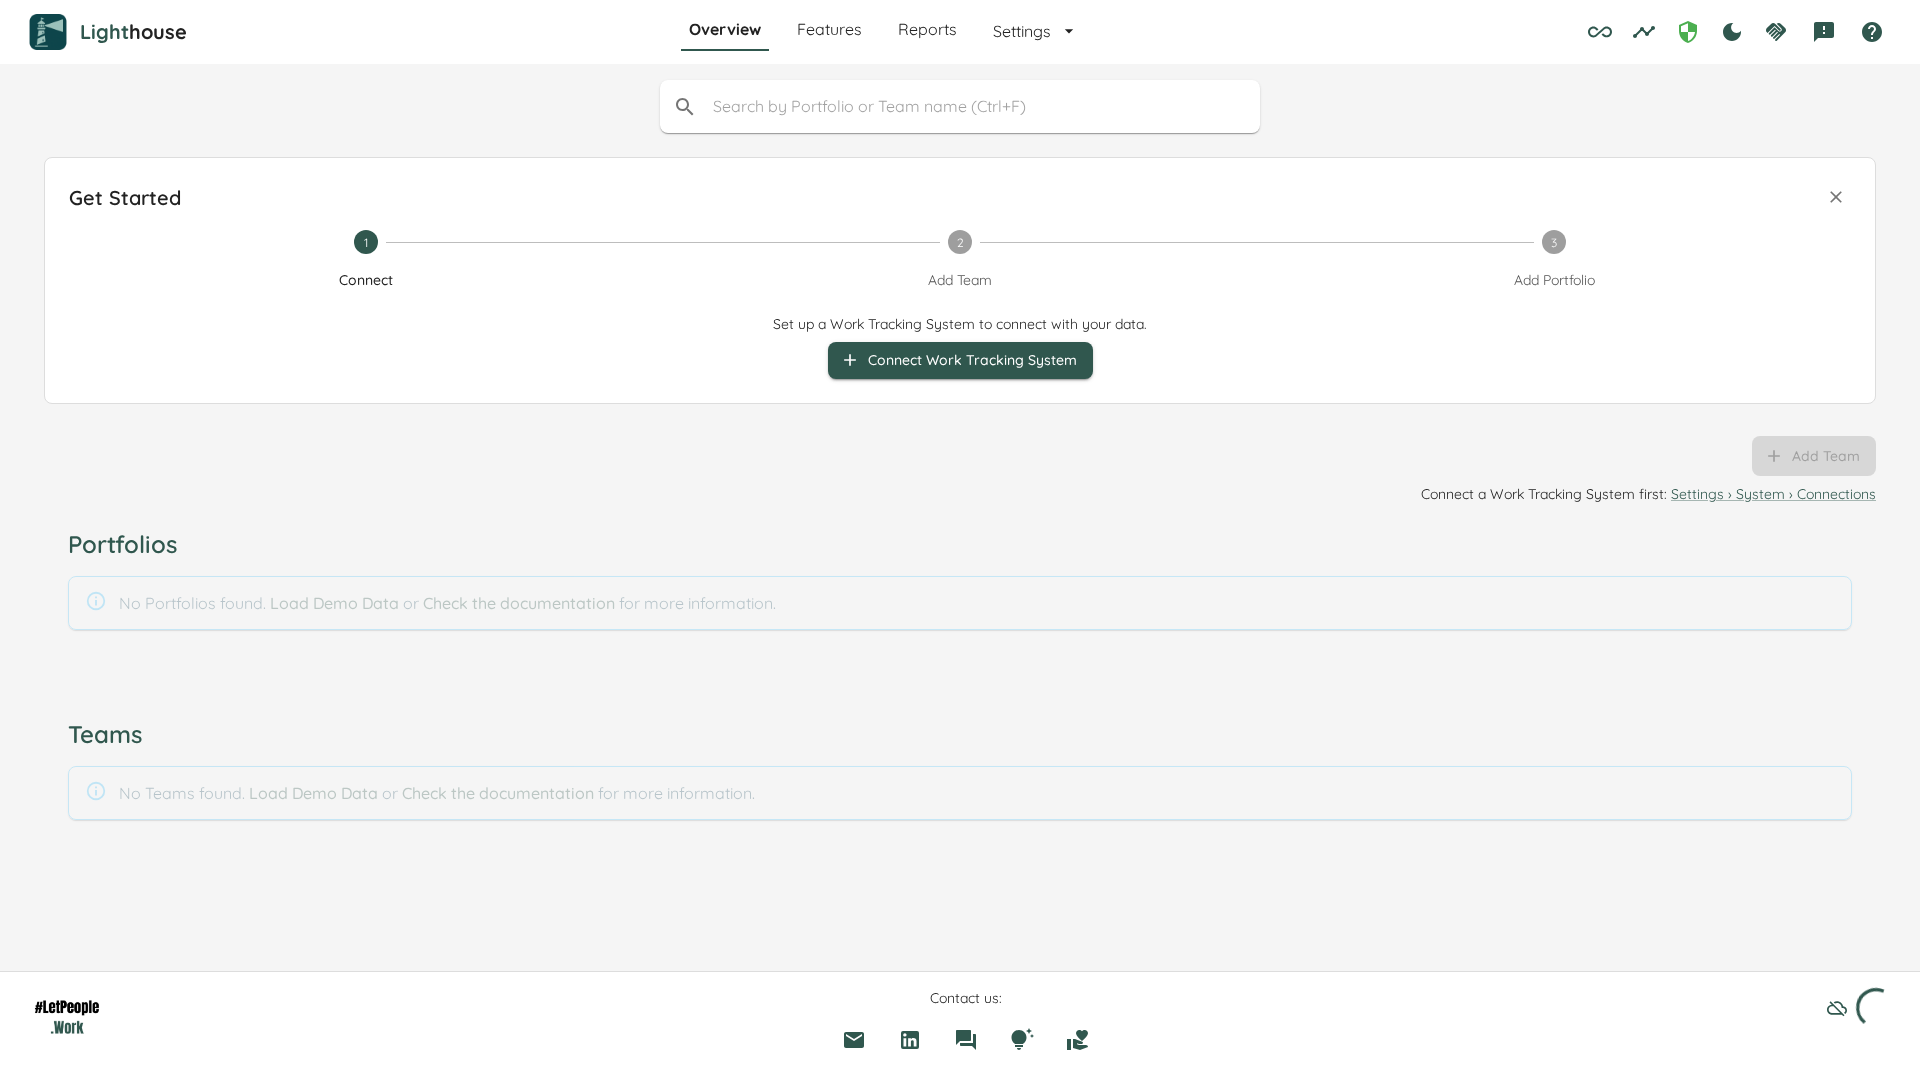 Lighthouse
Overview
Features
Reports
Settings
Search by Portfolio or Team name (Ctrl+F)
Get Started
1
2
3
Connect
Add Team
Add Portfolio
Set up a Work Tracking System to connect with your data.
Connect Work Tracking System
Add Team
Connect a Work Tracking System first: Settings › System › Connections
Portfolios
No Portfolios found. Load Demo Data or Check the documentation for more information.
Teams
No Teams found. Load Demo Data or Check the documentation for more information.
#LetPeople
.Work
Contact us: